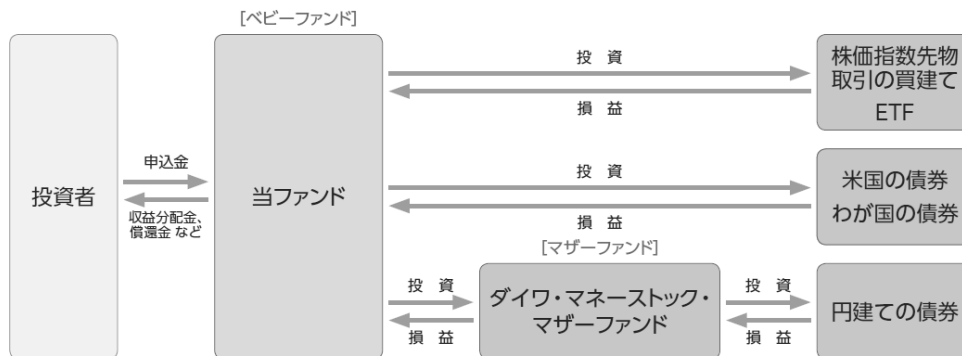 [ベビーファンド]
投資者
申込金
収益分配金、
償還金 など
当ファンド
投 資
損 益
株価指数先物
取引の買建て
ETF
投 資
損 益
米国の債券
わが国の債券
[マザーファンド]
投 資
損 益
ダイワ・マネーストック・
マザーファンド
投 資
損 益
円建ての債券